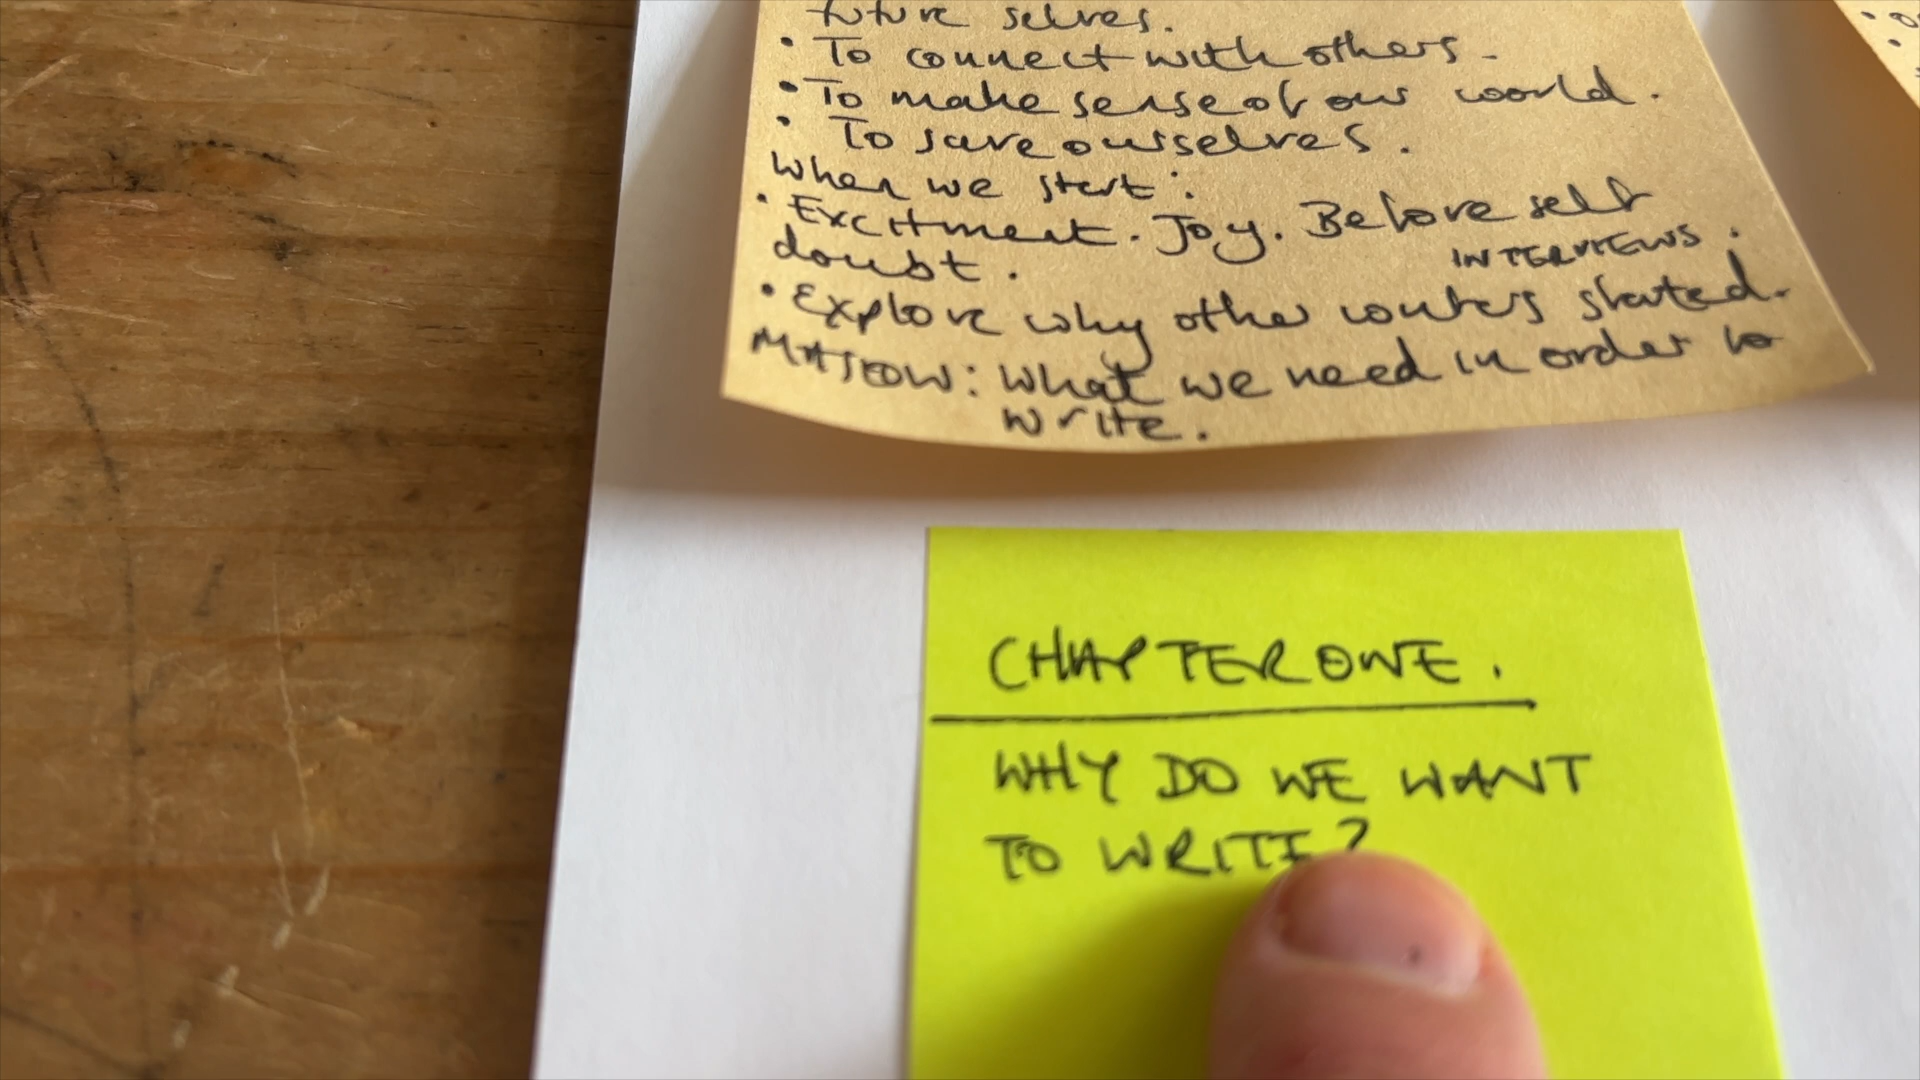 future selves.
• To connect with others.
• To make sense of our world.
• To save ourselves.
When we start:
• Excitment. Joy. Before self
doubt.
INTERVIEWS.
• Explore why other writers started.
MASLOW: What we need in order to
write.
CHAPTER ONE.
WHY DO WE WANT
TO WRITE?